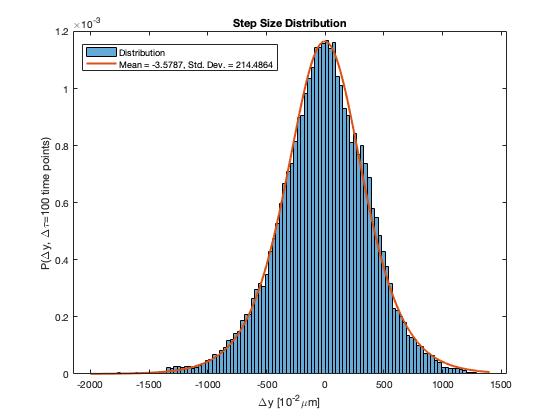 Step Size Distribution
×10⁻³
Distribution
Mean = -3.5787, Std. Dev. = 214.4864
1.2
1
0.8
0.6
0.4
0.2
0
P(Δy, Δτ=100 time points)
-2000 -1500 -1000 -500 0 500 1000 1500
Δy [10⁻²μm]